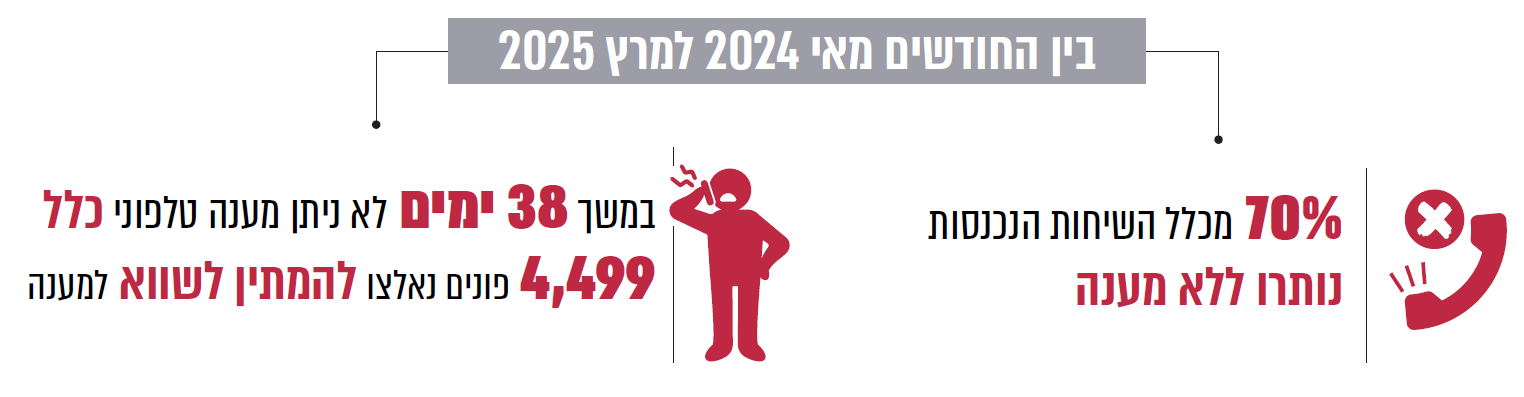 בין החודשים מאי 2024 למרץ 2025
70% מכלל השיחות הנכנסות
נותרו ללא מענה
במשך 38 ימים לא ניתן מענה טלפוני כלל
4,499 פונים נאלצו להמתין לשווא למענה